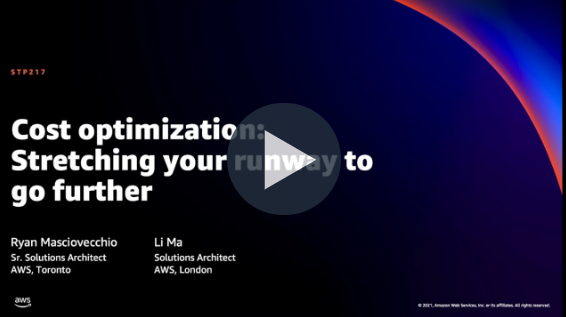 STP217
Cost optimization:
Stretching your runway to
go further
Ryan Masciovecchio
Sr. Solutions Architect
AWS, Toronto
Li Ma
Solutions Architect
AWS, London
aws
© 2021, Amazon Web Services, Inc. or its affiliates. All rights reserved.